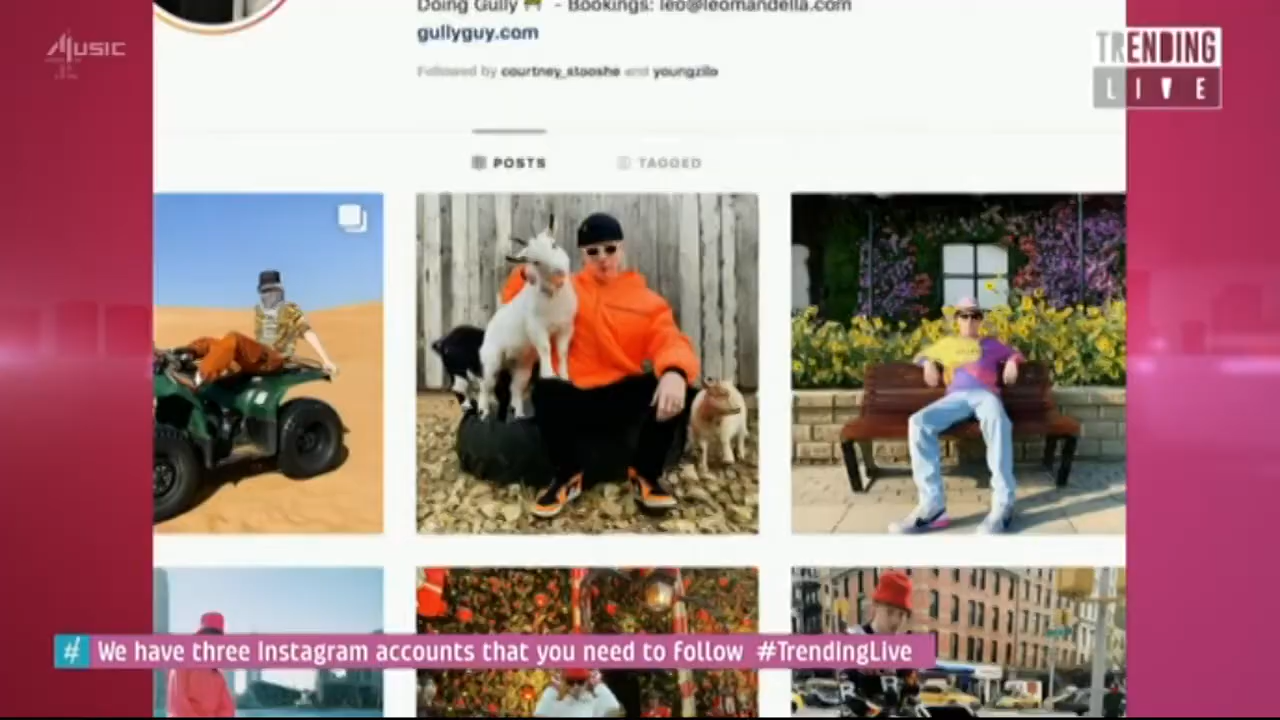 Doing Gully - Bookings: leo@leomandella.com
gullyguy.com
4Music
TRENDING
LIVE
Followed by courtney_stooshe and youngzilo
POSTS TAGGED
# We have three Instagram accounts that you need to follow #TrendingLive